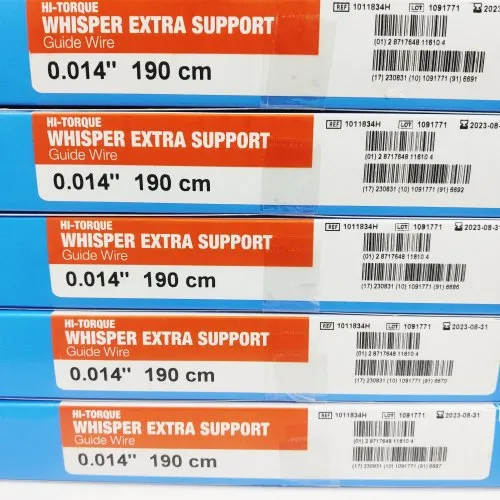 HI-TORQUE
WHISPER EXTRA SUPPORT
Guide Wire
0.014" 190 cm
REF 1011834H LOT 1091771 2023-
(01) 2 8717648 11610 4
(17) 230831 (10) 1091771 (91) 6691
HI-TORQUE
WHISPER EXTRA SUPPORT
Guide Wire
0.014" 190 cm
REF 1011834H LOT 1091771 2023-08-
(01) 2 8717648 11610 4
(17) 230831 (10) 1091771 (91) 6692
HI-TORQUE
WHISPER EXTRA SUPPORT
Guide Wire
0.014" 190 cm
REF 1011834H LOT 1091771 2023-08-31
(01) 2 8717648 11610 4
(17) 230831 (10) 1091771 (91) 6686
HI-TORQUE
WHISPER EXTRA SUPPORT
Guide Wire
0.014" 190 cm
REF 1011834H LOT 1091771 2023-08-31
(01) 2 8717648 11610 4
(17) 230831 (10) 1091771 (91) 6670
HI-TORQUE
WHISPER EXTRA SUPPORT
Guide Wire
0.014" 190 cm
REF 1011834H LOT 1091771 2023-08-31
(01) 2 8717648 11610 4
(17) 230831 (10) 1091771 (91)